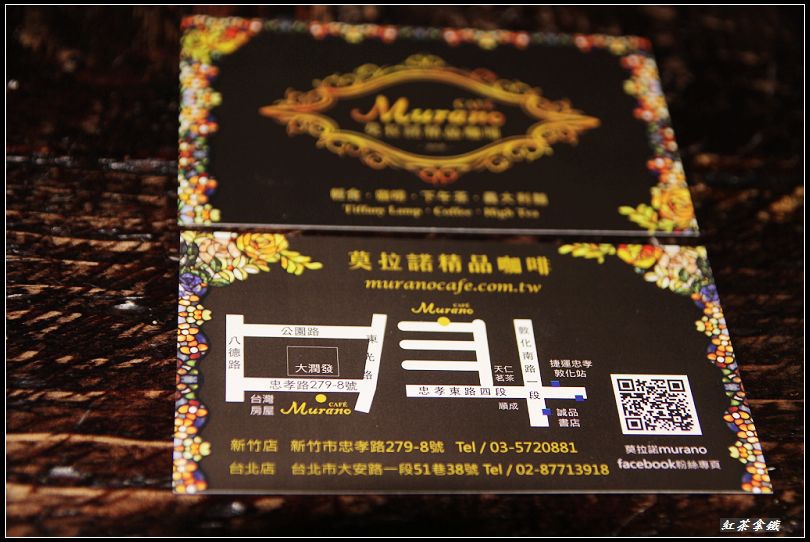 CAFÉ
Murano
莫拉諾精品咖啡
輕食・咖啡・下午茶・義大利麵
Tiffany Lamp・Coffee・High Tea
莫拉諾精品咖啡
muranocafe.com.tw
公園路
八德路
東光路
大潤發
忠孝路279-8號
台灣房屋
CAFÉ
Murano
CAFÉ
Murano
敦化南路一段
天仁茗茶
捷運忠孝敦化站
忠孝東路四段
順成
誠品書店
新竹店 新竹市忠孝路279-8號 Tel / 03-5720881
台北店 台北市大安路一段51巷38號 Tel / 02-87713918
莫拉諾murano
facebook粉絲專頁
紅茶拿鐵